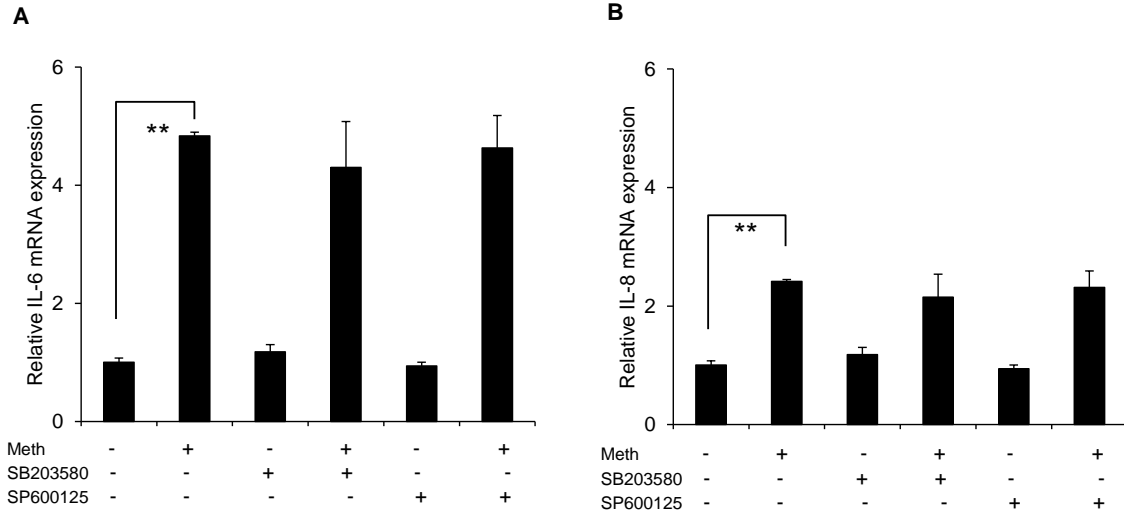 A
Relative IL-6 mRNA expression
6
4
2
0
**
Meth - + - + - +
SB203580 - - + + - -
SP600125 - - - - + +
B
Relative IL-8 mRNA expression
6
4
2
0
**
Meth - + - + - +
SB203580 - - + + - -
SP600125 - - - - + +